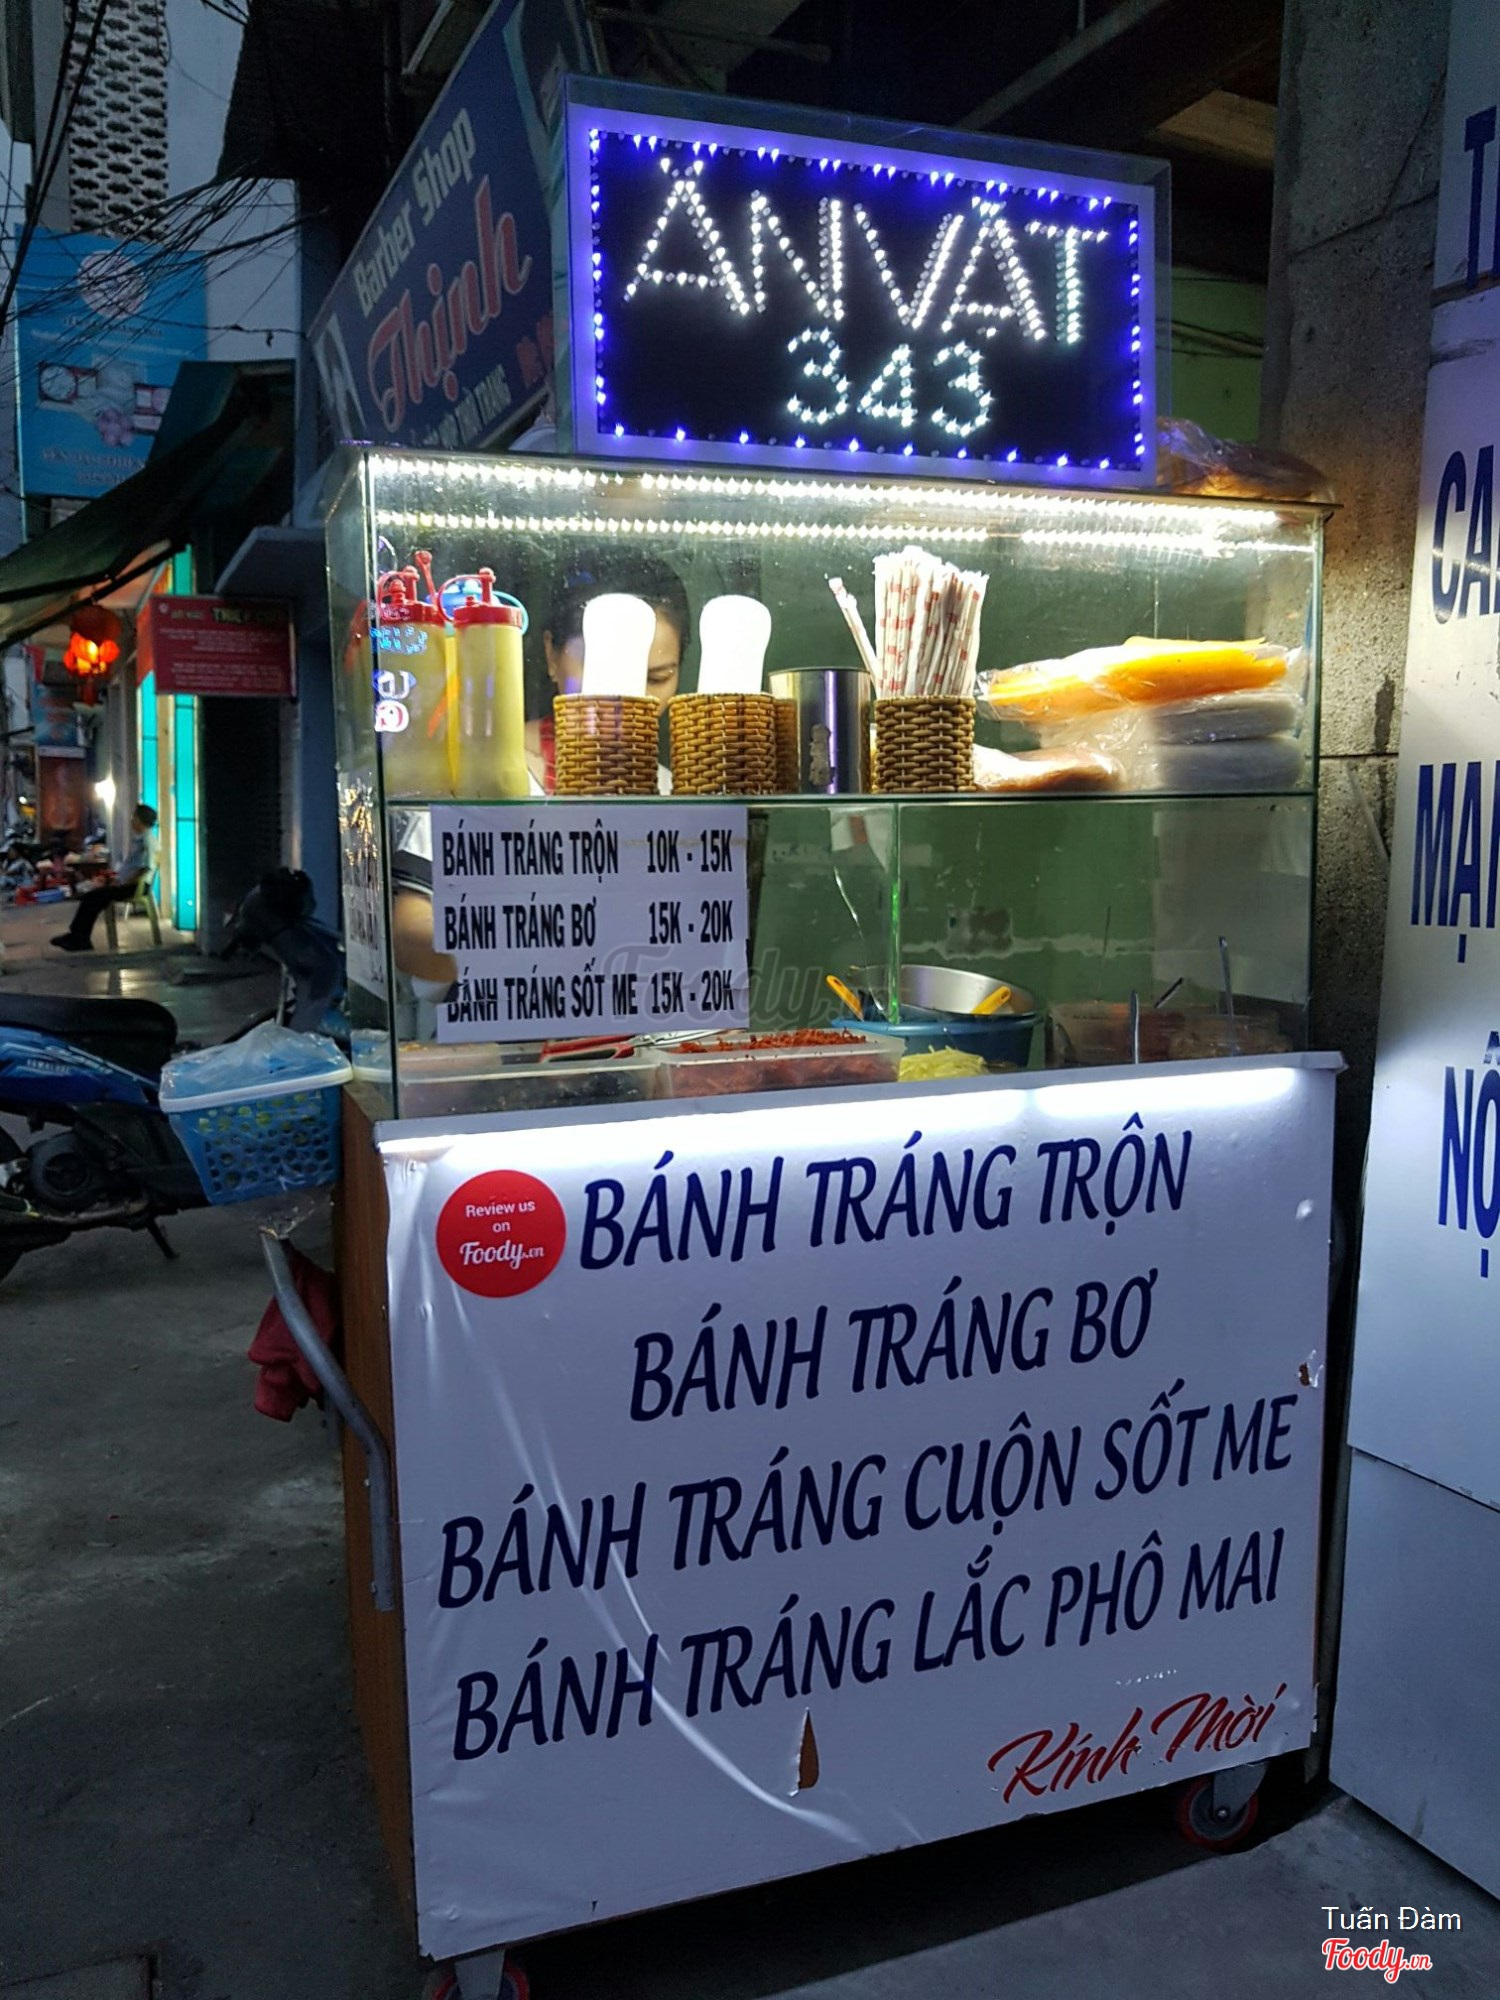 Barber Shop
Thịnh
ĂN VẶT
343
BÁNH TRÁNG TRỘN 10K - 15K
BÁNH TRÁNG BƠ 15K - 20K
BÁNH TRÁNG SỐT ME 15K - 20K
Foody.vn
Review us
on
Foody.vn
BÁNH TRÁNG TRỘN
BÁNH TRÁNG BƠ
BÁNH TRÁNG CUỘN SỐT ME
BÁNH TRÁNG LẮC PHÔ MAI
Kính Mời
Tuấn Đàm
Foody.vn